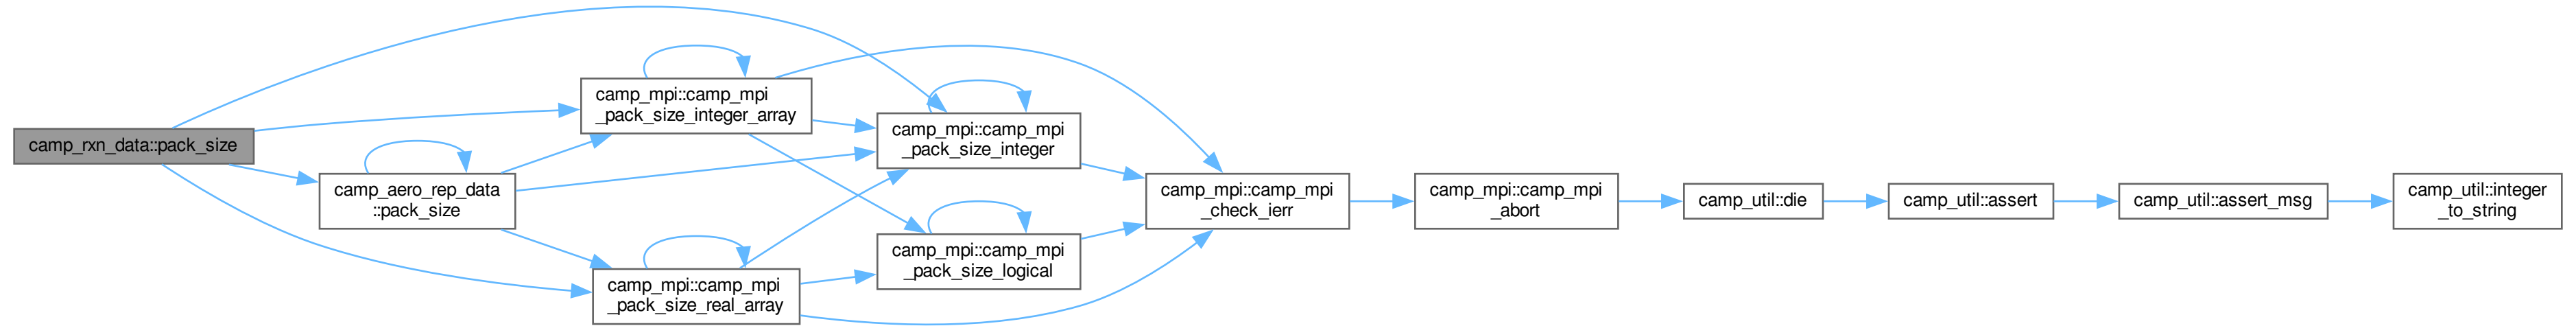 camp_rxn_data::pack_size
camp_aero_rep_data
::pack_size
camp_mpi::camp_mpi
_pack_size_integer_array
camp_mpi::camp_mpi
_pack_size_real_array
camp_mpi::camp_mpi
_pack_size_integer
camp_mpi::camp_mpi
_pack_size_logical
camp_mpi::camp_mpi
_check_ierr
camp_mpi::camp_mpi
_abort
camp_util::die
camp_util::assert
camp_util::assert_msg
camp_util::integer
_to_string